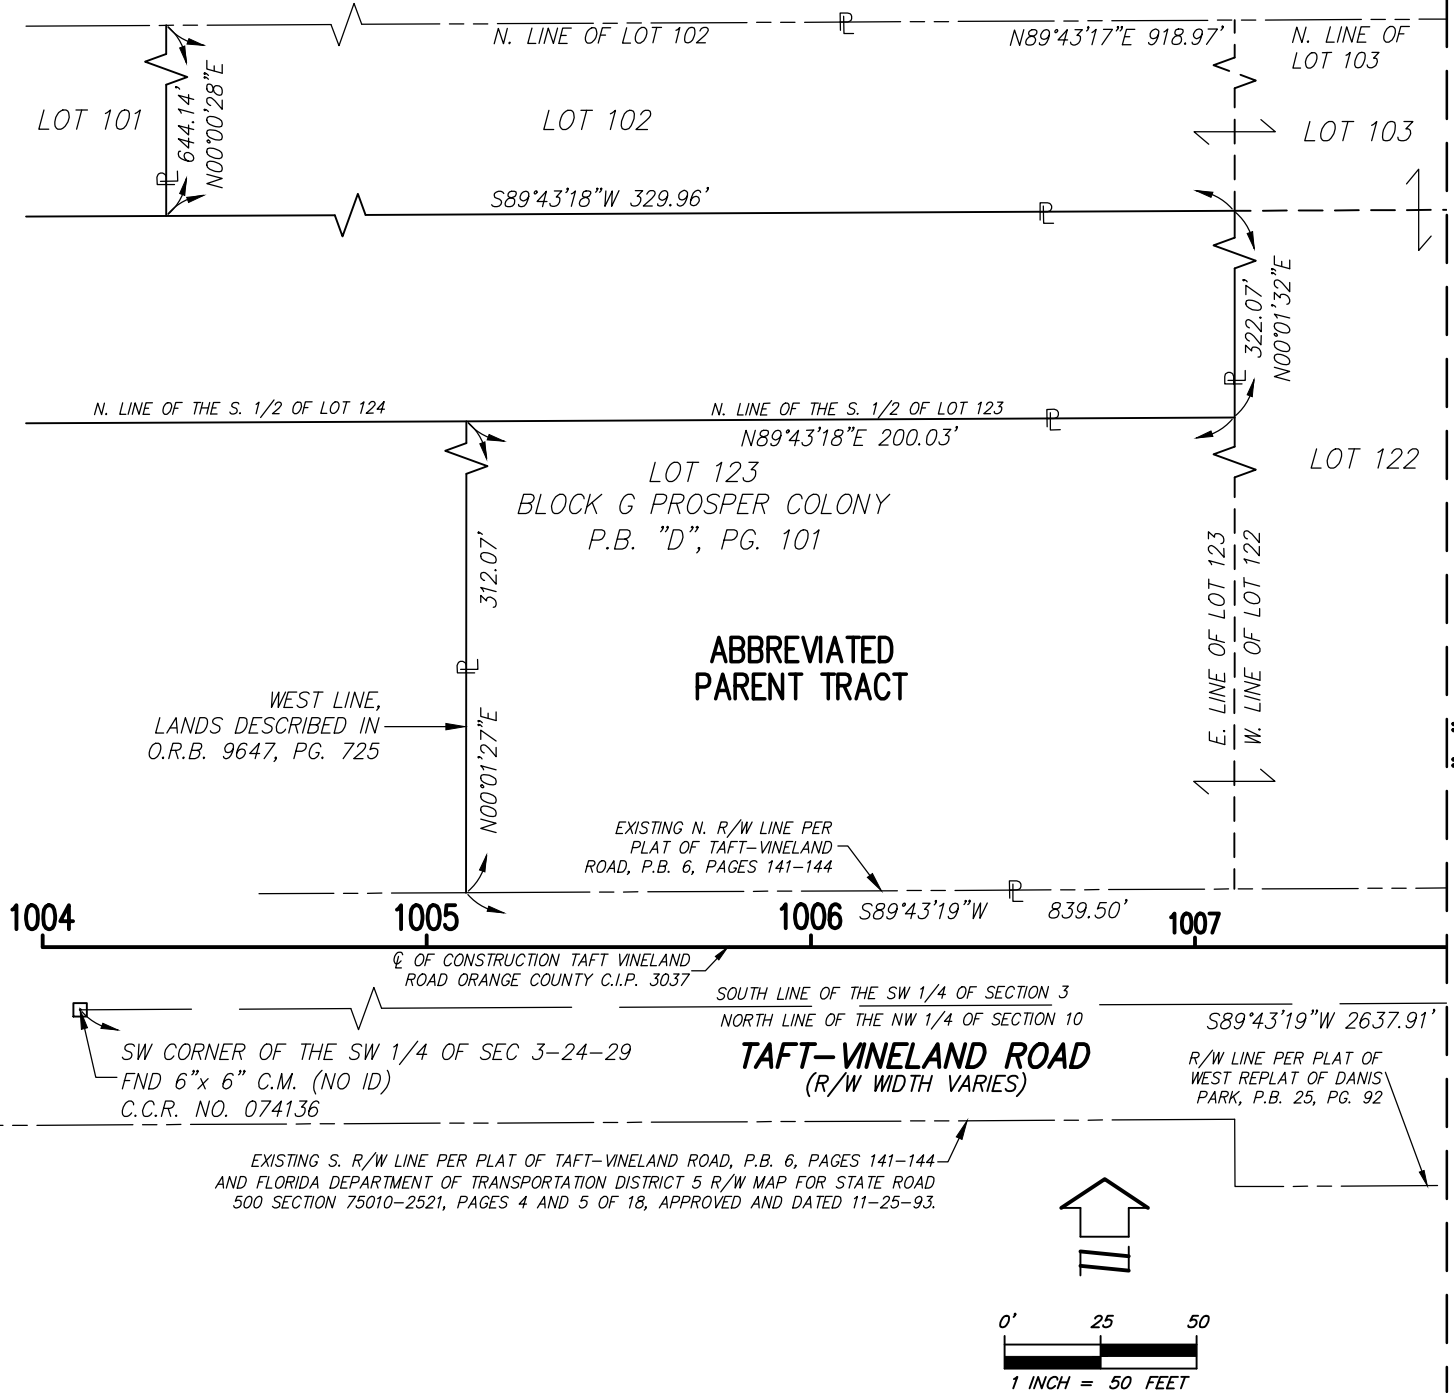 N. LINE OF LOT 102
N89°43'17"E 918.97'
N. LINE OF
LOT 103
LOT 101
644.14'
N00°00'28"E
LOT 102
LOT 103
S89°43'18"W 329.96'
322.07'
N00°01'32"E
N. LINE OF THE S. 1/2 OF LOT 124
N. LINE OF THE S. 1/2 OF LOT 123
N89°43'18"E 200.03'
LOT 123
BLOCK G PROSPER COLONY
P.B. "D", PG. 101
LOT 122
312.07'
N00°01'27"E
E. LINE OF LOT 123
W. LINE OF LOT 122
ABBREVIATED
PARENT TRACT
WEST LINE,
LANDS DESCRIBED IN
O.R.B. 9647, PG. 725
EXISTING N. R/W LINE PER
PLAT OF TAFT-VINELAND
ROAD, P.B. 6, PAGES 141-144
S89°43'19"W 839.50'
1004 1005 1006 1007
℄ OF CONSTRUCTION TAFT VINELAND
ROAD ORANGE COUNTY C.I.P. 3037
SOUTH LINE OF THE SW 1/4 OF SECTION 3
NORTH LINE OF THE NW 1/4 OF SECTION 10
S89°43'19"W 2637.91'
SW CORNER OF THE SW 1/4 OF SEC 3-24-29
FND 6"x 6" C.M. (NO ID)
C.C.R. NO. 074136
TAFT-VINELAND ROAD
(R/W WIDTH VARIES)
R/W LINE PER PLAT OF
WEST REPLAT OF DANIS
PARK, P.B. 25, PG. 92
EXISTING S. R/W LINE PER PLAT OF TAFT-VINELAND ROAD, P.B. 6, PAGES 141-144
AND FLORIDA DEPARTMENT OF TRANSPORTATION DISTRICT 5 R/W MAP FOR STATE ROAD
500 SECTION 75010-2521, PAGES 4 AND 5 OF 18, APPROVED AND DATED 11-25-93.
0' 25 50
1 INCH = 50 FEET